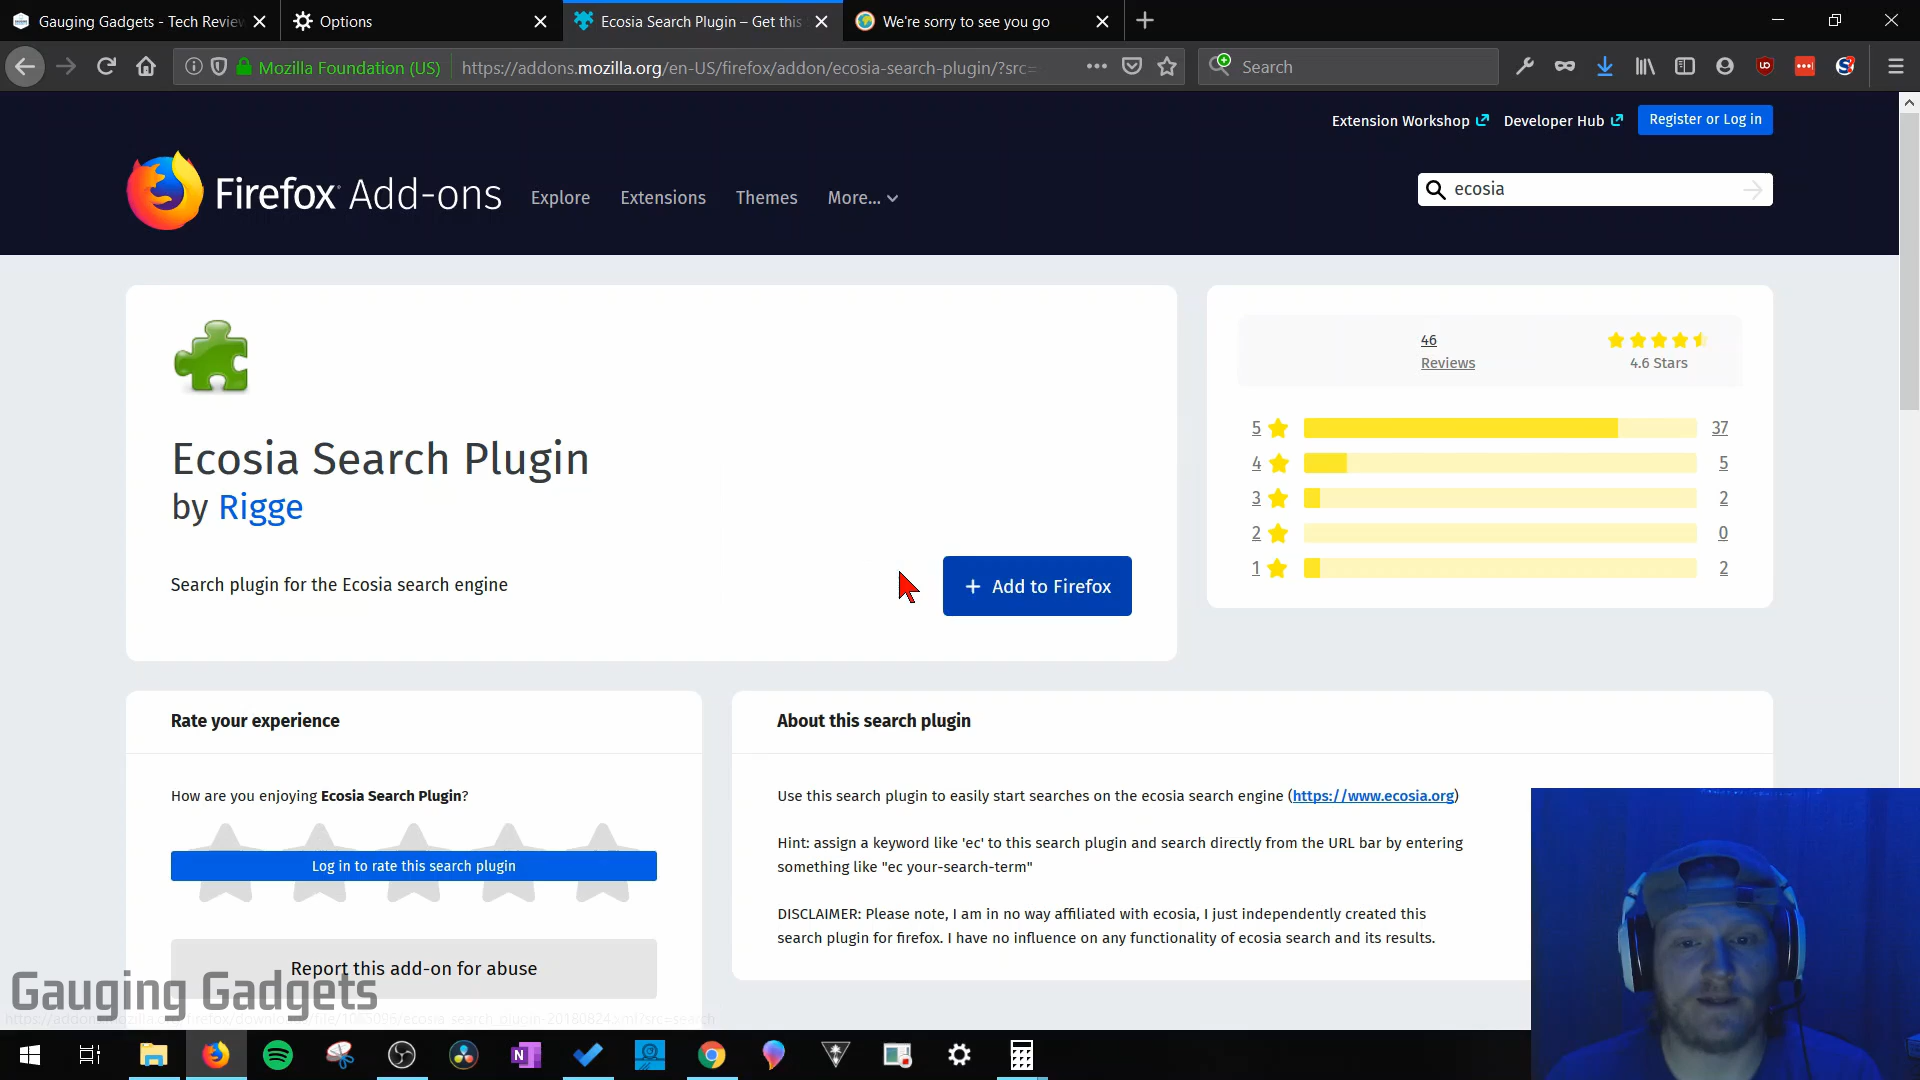 Gauging Gadgets - Tech Review
Options
Ecosia Search Plugin – Get this
We're sorry to see you go
Mozilla Foundation (US)
https://addons.mozilla.org/en-US/firefox/addon/ecosia-search-plugin/?src=
Search
Extension Workshop
Developer Hub
Register or Log in
Firefox Add-ons
Explore
Extensions
Themes
More...
ecosia
Ecosia Search Plugin
by Rigge
Search plugin for the Ecosia search engine
+ Add to Firefox
46
Reviews
4.6 Stars
5 37
4 5
3 2
2 0
1 2
Rate your experience
How are you enjoying Ecosia Search Plugin?
Log in to rate this search plugin
Report this add-on for abuse
About this search plugin
Use this search plugin to easily start searches on the ecosia search engine (https://www.ecosia.org)
Hint: assign a keyword like 'ec' to this search plugin and search directly from the URL bar by entering
something like "ec your-search-term"
DISCLAIMER: Please note, I am in no way affiliated with ecosia, I just independently created this
search plugin for firefox. I have no influence on any functionality of ecosia search and its results.
Gauging Gadgets